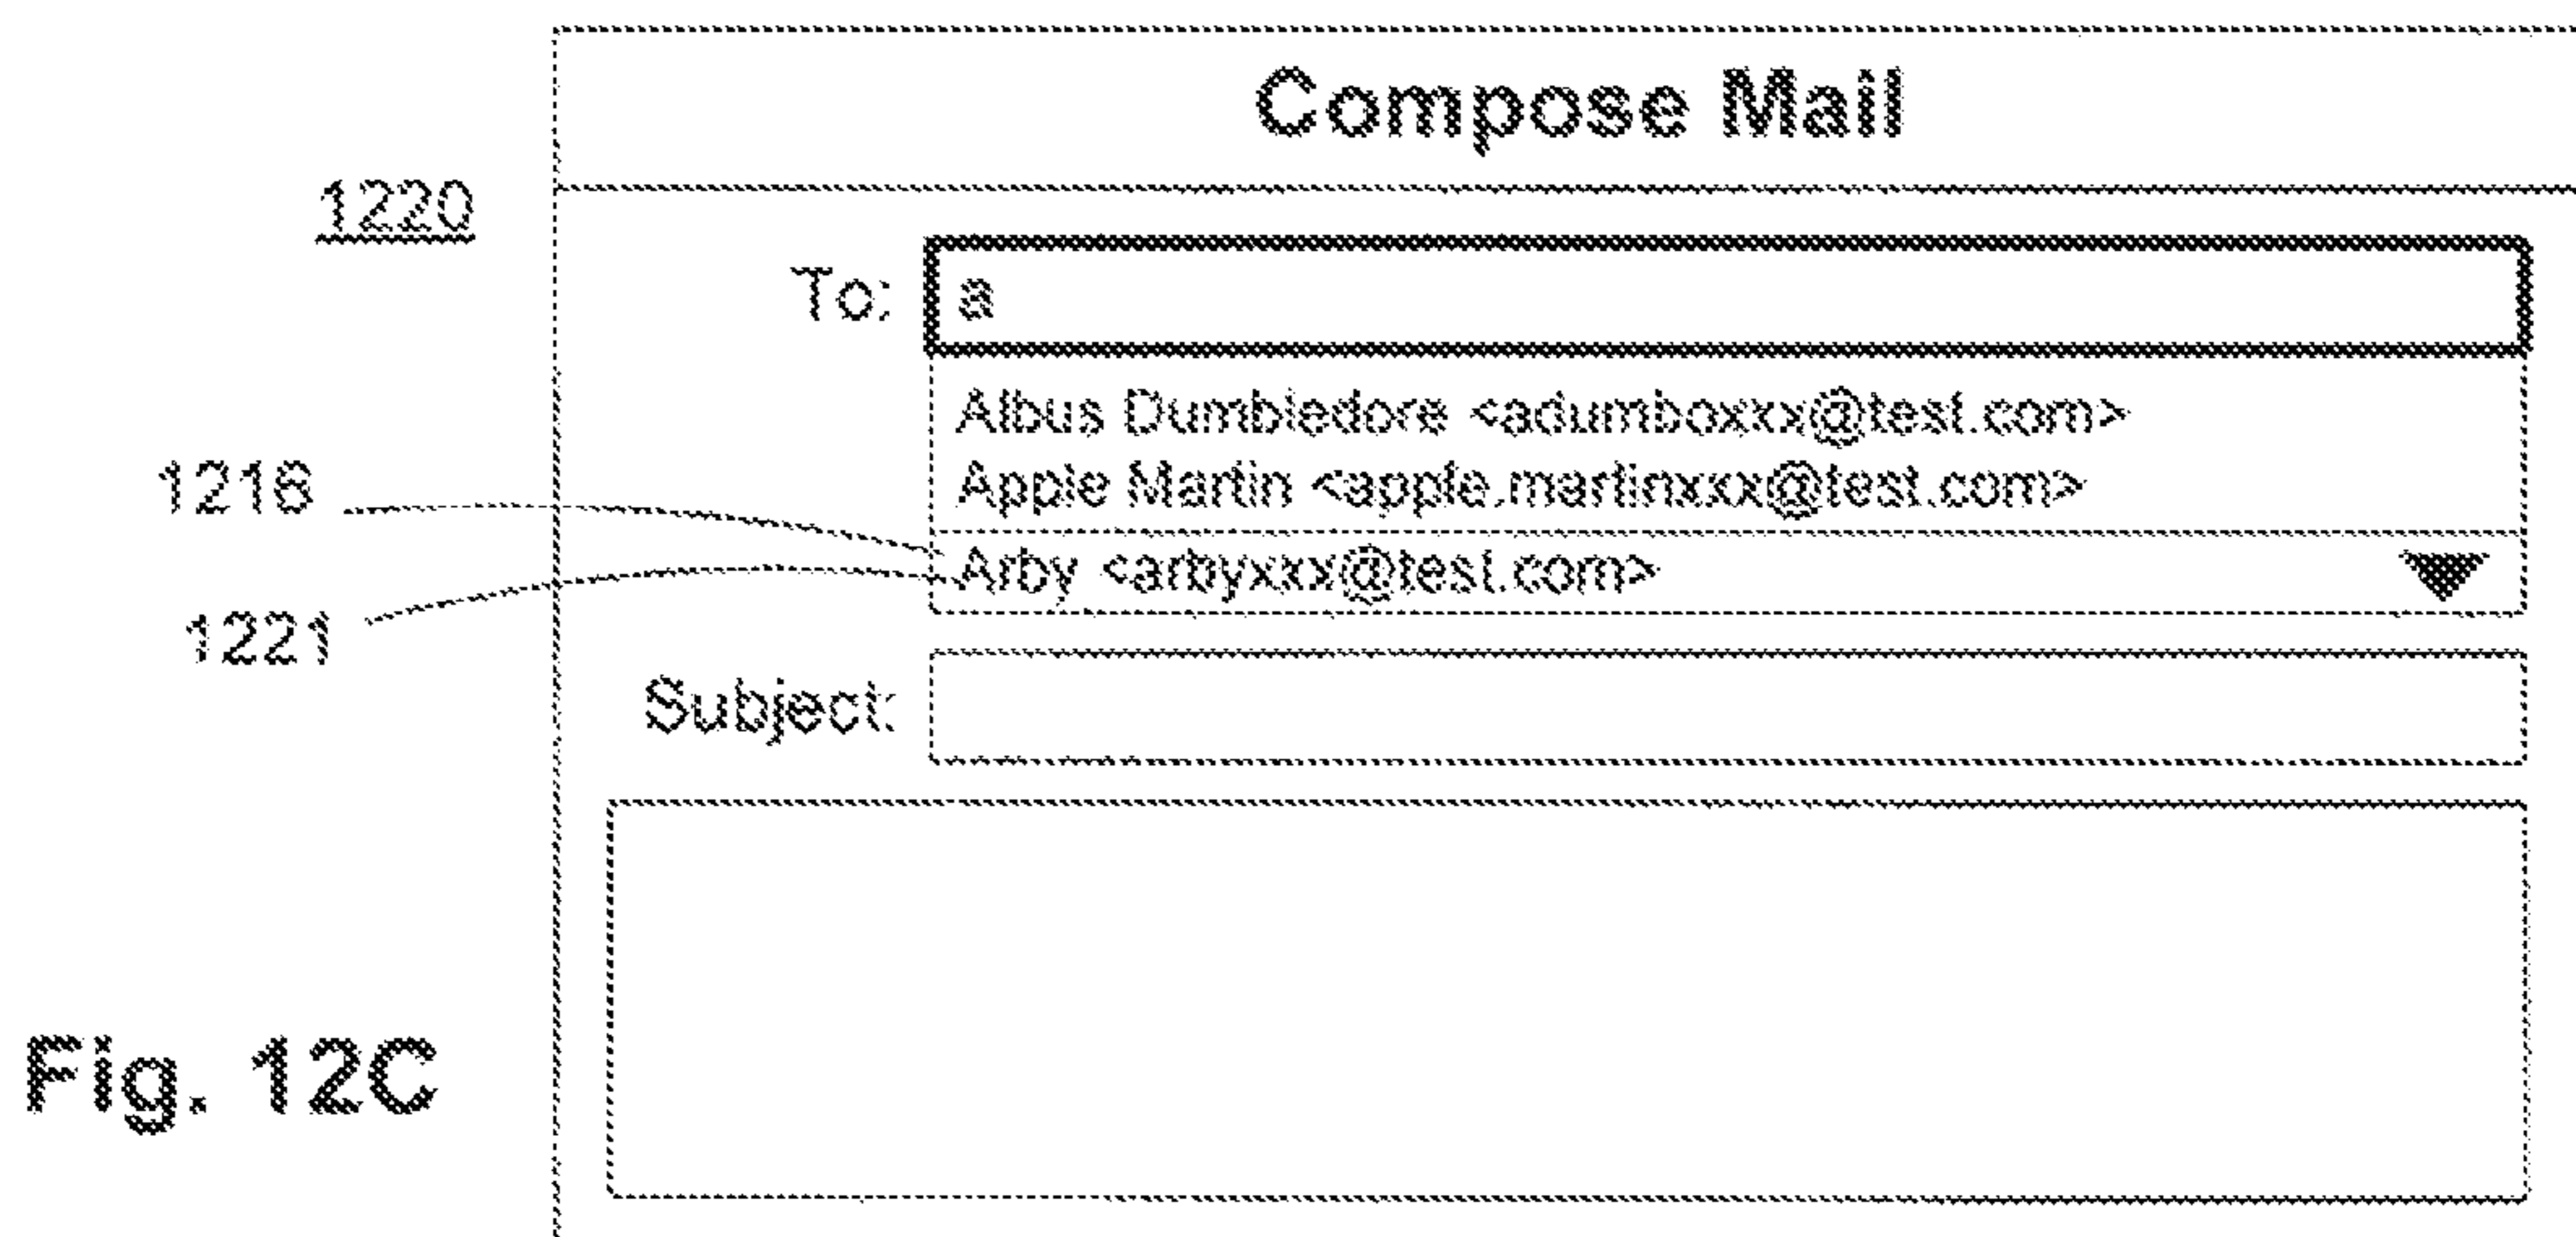 Compose Mail
1220
To: a
Albus Dumbledore <adumboxxx@test.com>
Apple Martin <apple.martinxxx@test.com>
1216
Arby <arbyxxx@test.com>
1221
Subject:
Fig. 12C